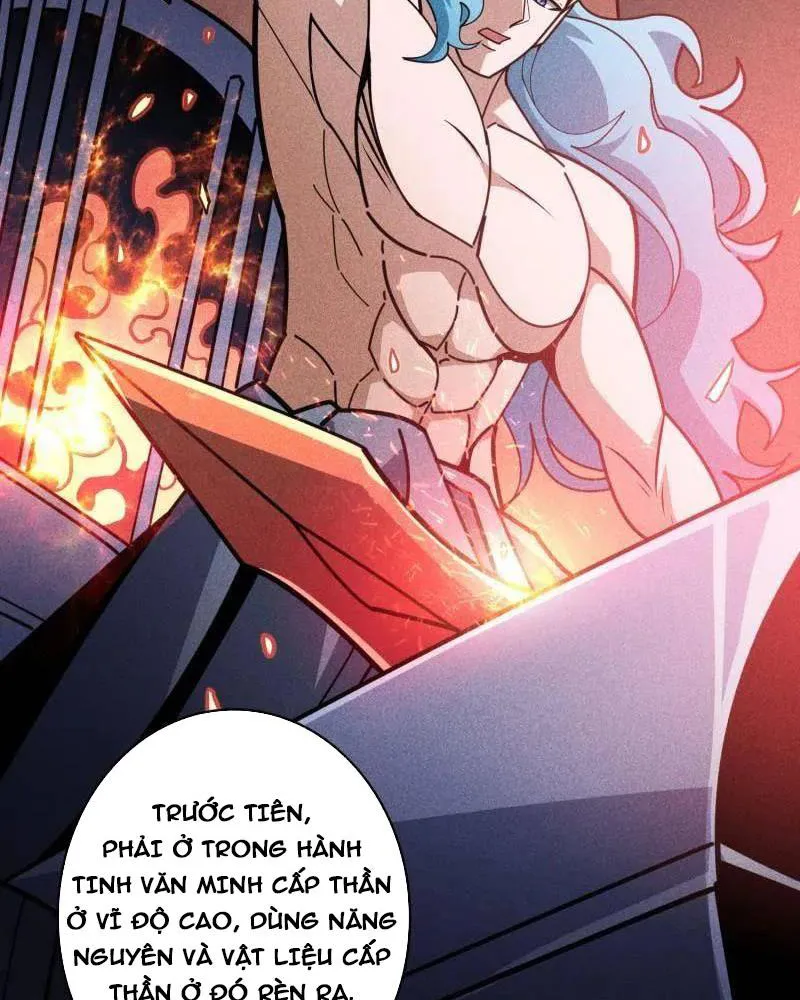 TRƯỚC TIÊN,
PHẢI Ở TRONG HÀNH
TINH VĂN MINH CẤP THẦN
Ở VĨ ĐỘ CAO, DÙNG NĂNG
NGUYÊN VÀ VẬT LIỆU CẤP
THẦN Ở ĐÓ RÈN RA.